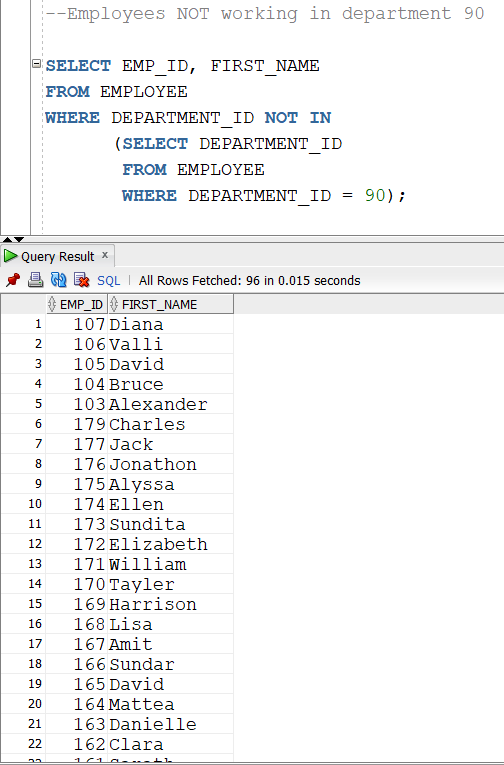 --Employees NOT working in department 90
SELECT EMP_ID, FIRST_NAME
FROM EMPLOYEE
WHERE DEPARTMENT_ID NOT IN
(SELECT DEPARTMENT_ID
FROM EMPLOYEE
WHERE DEPARTMENT_ID = 90);
Query Result x
SQL | All Rows Fetched: 96 in 0.015 seconds
EMP_ID FIRST_NAME
1 107 Diana
2 106 Valli
3 105 David
4 104 Bruce
5 103 Alexander
6 179 Charles
7 177 Jack
8 176 Jonathon
9 175 Alyssa
10 174 Ellen
11 173 Sundita
12 172 Elizabeth
13 171 William
14 170 Tayler
15 169 Harrison
16 168 Lisa
17 167 Amit
18 166 Sundar
19 165 David
20 164 Mattea
21 163 Danielle
22 162 Clara